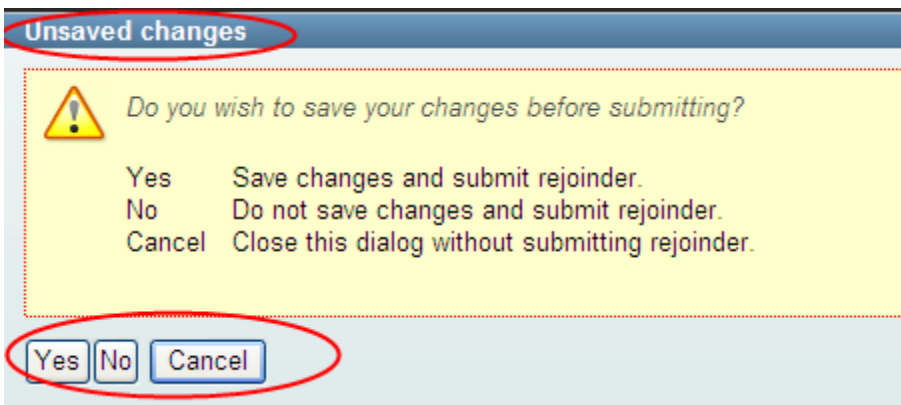 Unsaved changes
Do you wish to save your changes before submitting?
Yes Save changes and submit rejoinder.
No Do not save changes and submit rejoinder.
Cancel Close this dialog without submitting rejoinder.
Yes No Cancel